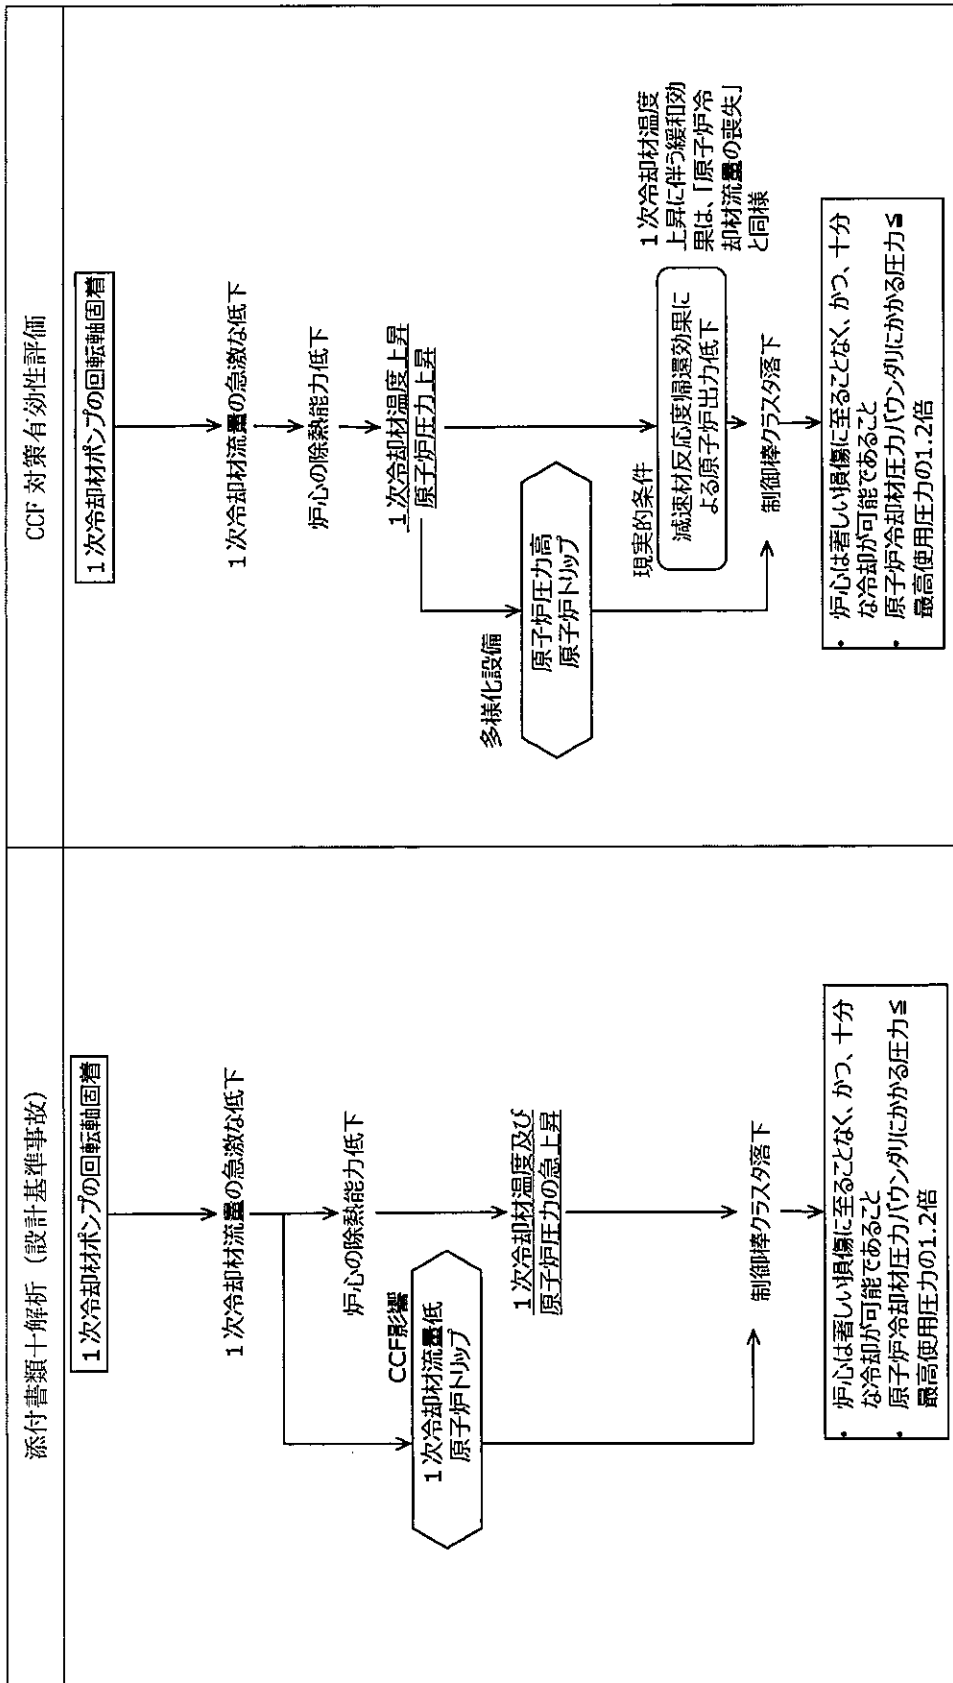 添付書類十解析（設計基準事故）
1次冷却材ポンプの回転軸固着
1次冷却材流量の急激な低下
炉心の除熱能力低下
CCF影響
1次冷却材流量低
原子炉トリップ
1次冷却材温度及び
原子炉圧力の急上昇
制御棒クラスタ落下
・炉心は著しい損傷に至ることなく、かつ、十分
な冷却が可能であること
・原子炉冷却材圧力バウンダリにかかる圧力≦
最高使用圧力の1.2倍
CCF 対策有効性評価
1次冷却材ポンプの回転軸固着
1次冷却材流量の急激な低下
炉心の除熱能力低下
1次冷却材温度上昇
原子炉圧力上昇
多様化設備
原子炉圧力高
原子炉トリップ
現実的条件
減速材反応度帰還効果に
よる原子炉出力低下
1次冷却材温度
上昇に伴う緩和効
果は、「原子炉冷
却材流量の喪失」
と同様
制御棒クラスタ落下
・炉心は著しい損傷に至ることなく、かつ、十分
な冷却が可能であること
・原子炉冷却材圧力バウンダリにかかる圧力≦
最高使用圧力の1.2倍